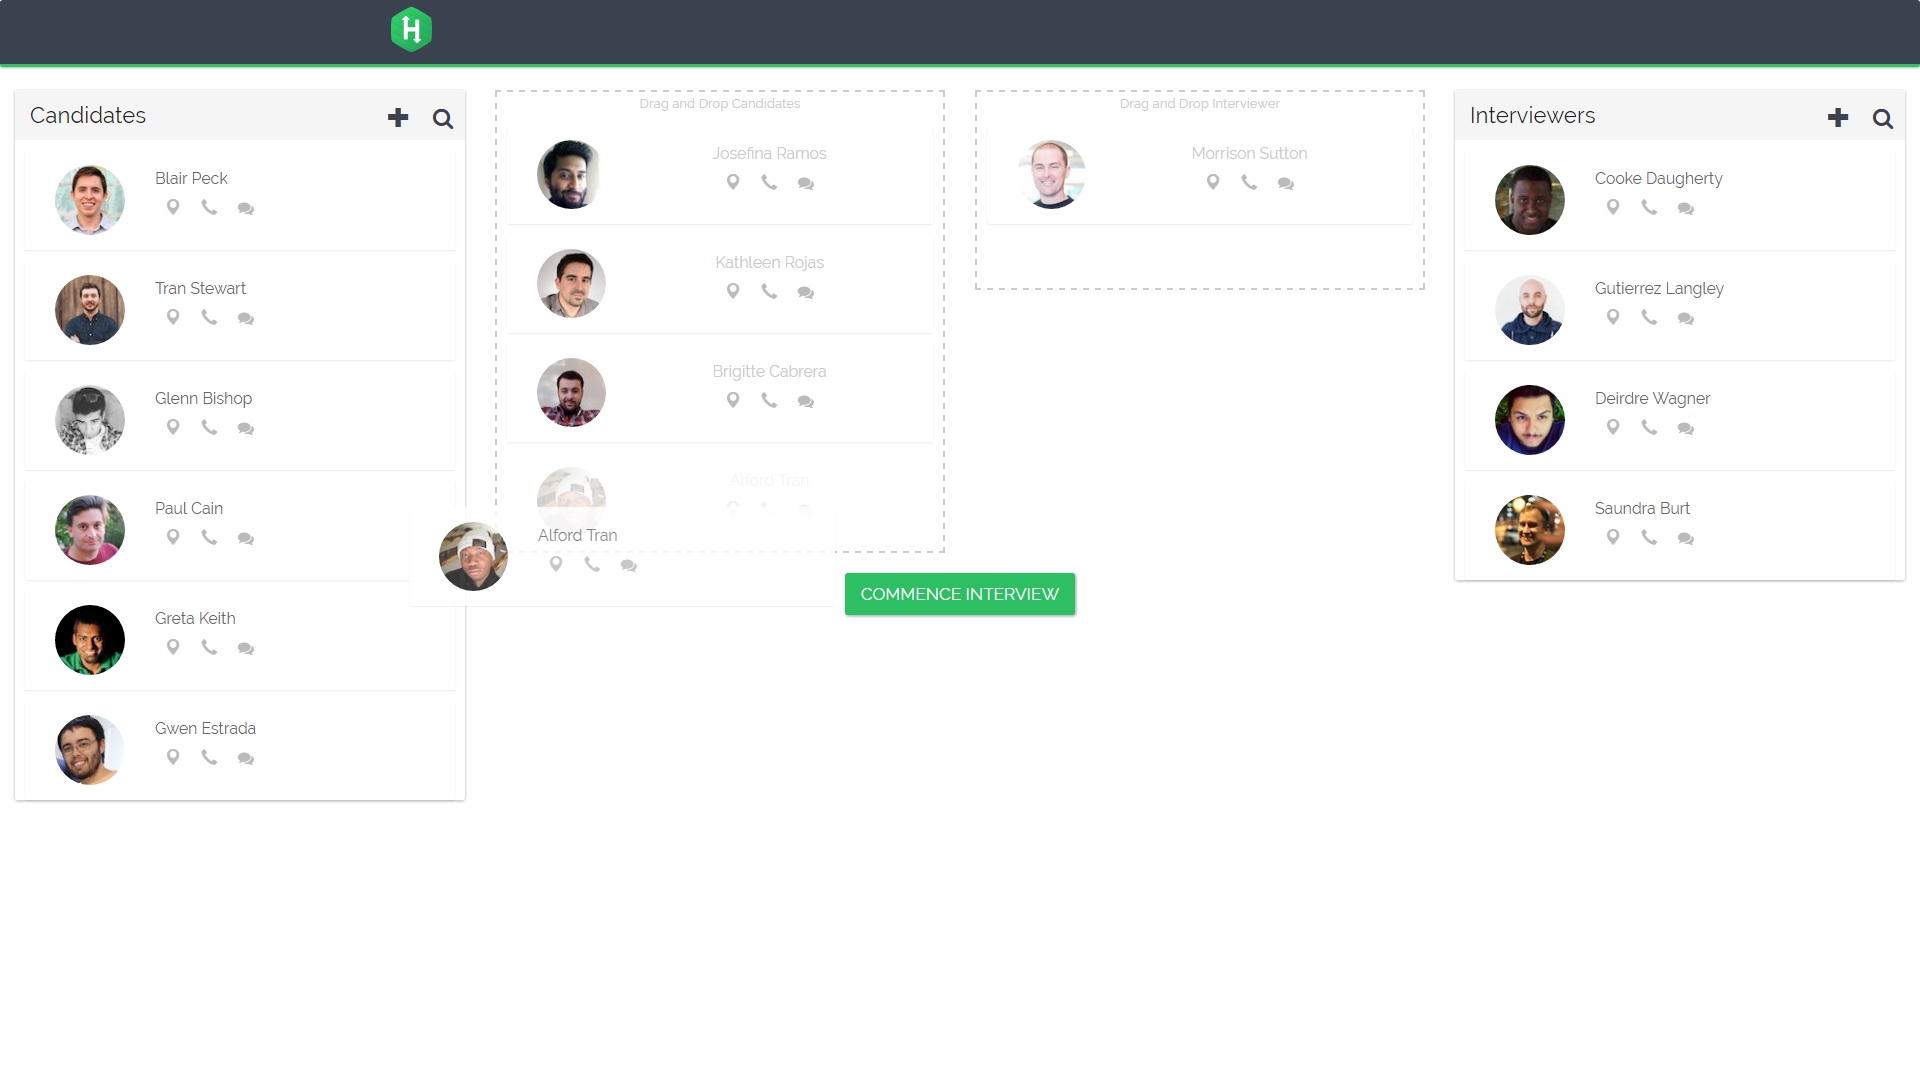 H
Candidates
Blair Peck
Tran Stewart
Glenn Bishop
Paul Cain
Greta Keith
Gwen Estrada
Drag and Drop Candidates
Josefina Ramos
Kathleen Rojas
Brigitte Cabrera
Alford Tran
Alford Tran
Drag and Drop Interviewer
Morrison Sutton
COMMENCE INTERVIEW
Interviewers
Cooke Daugherty
Gutierrez Langley
Deirdre Wagner
Saundra Burt